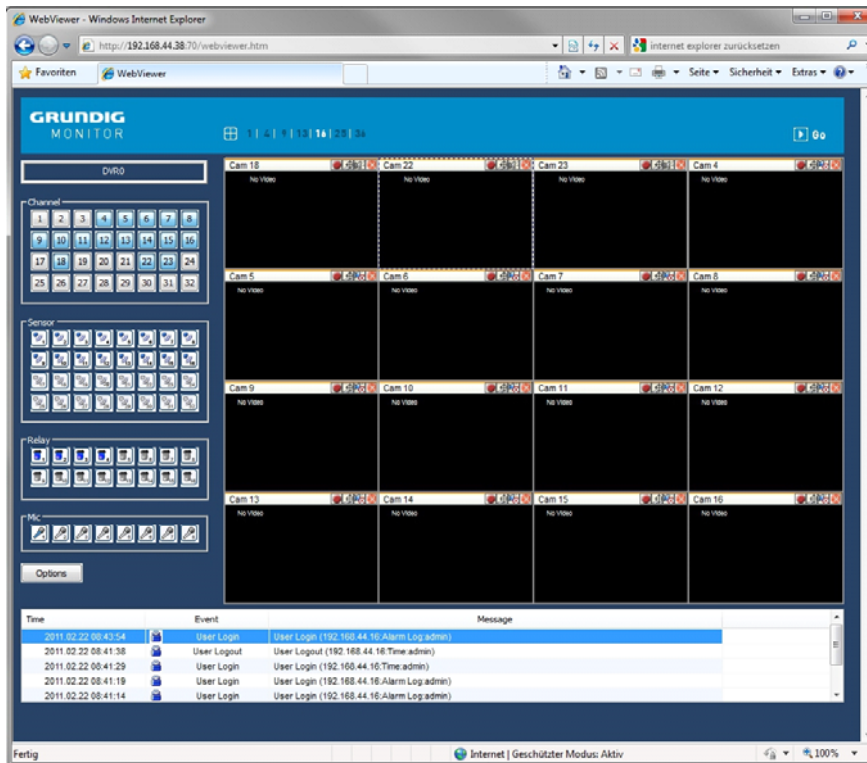 WebViewer - Windows Internet Explorer
http://192.168.44.38:70/webviewer.htm
internet explorer zurücksetzen
Favoriten
WebViewer
Seite
Sicherheit
Extras
GRUNDIG
MONITOR
1 | 4 | 9 | 13 | 16 | 25 | 36
Go
DVR0
Cam 18
Cam 22
Cam 23
Cam 4
No Video
No Video
No Video
No Video
Channel
1 2 3 4 5 6 7 8
9 10 11 12 13 14 15 16
17 18 19 20 21 22 23 24
25 26 27 28 29 30 31 32
Cam 5
Cam 6
Cam 7
Cam 8
No Video
No Video
No Video
No Video
Sensor
Cam 9
Cam 10
Cam 11
Cam 12
No Video
No Video
No Video
No Video
Relay
Cam 13
Cam 14
Cam 15
Cam 16
No Video
No Video
No Video
No Video
Mic
Options
Time Event Message
2011.02.22 08:43:54 User Login User Login (192.168.44.16:Alarm Log:admin)
2011.02.22 08:41:38 User Logout User Logout (192.168.44.16:Time:admin)
2011.02.22 08:41:29 User Login User Login (192.168.44.16:Time:admin)
2011.02.22 08:41:19 User Login User Login (192.168.44.16:Alarm Log:admin)
2011.02.22 08:41:14 User Login User Login (192.168.44.16:Alarm Log:admin)
Fertig
Internet | Geschützter Modus: Aktiv
100%